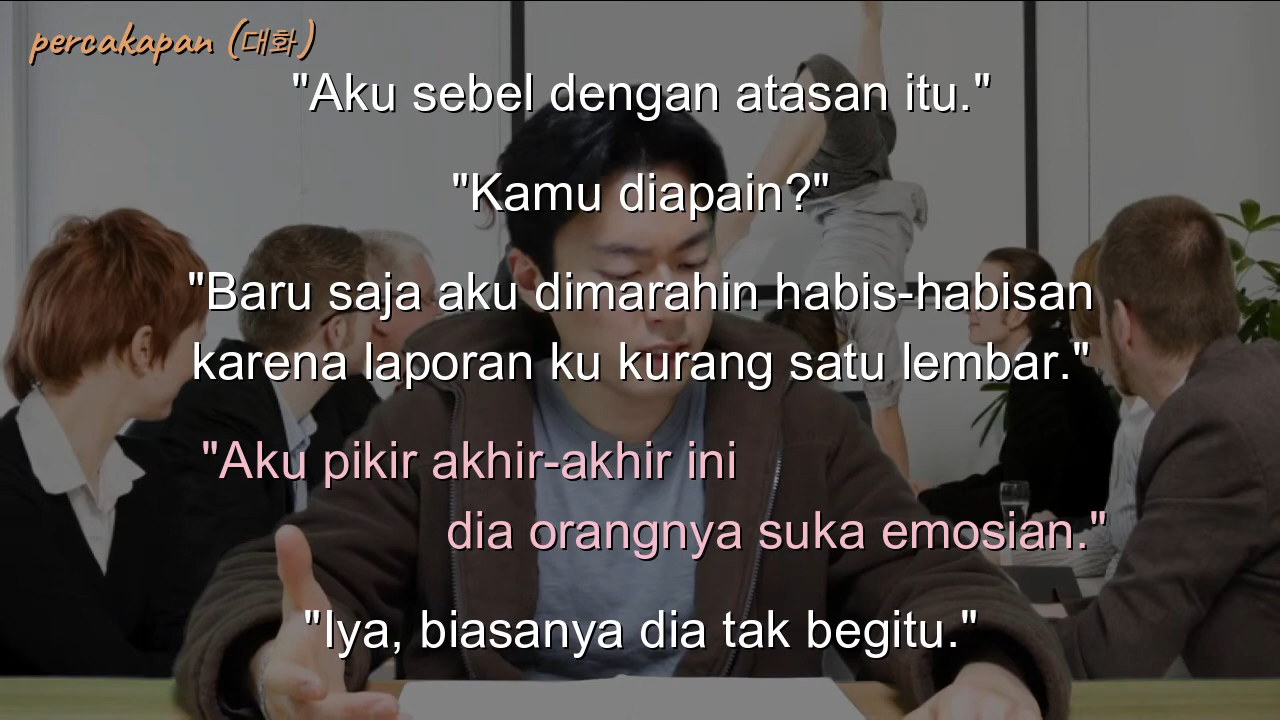 percakapan (대화)
"Aku sebel dengan atasan itu."
"Kamu diapain?"
"Baru saja aku dimarahin habis-habisan
karena laporan ku kurang satu lembar."
"Aku pikir akhir-akhir ini
dia orangnya suka emosian."
"Iya, biasanya dia tak begitu."